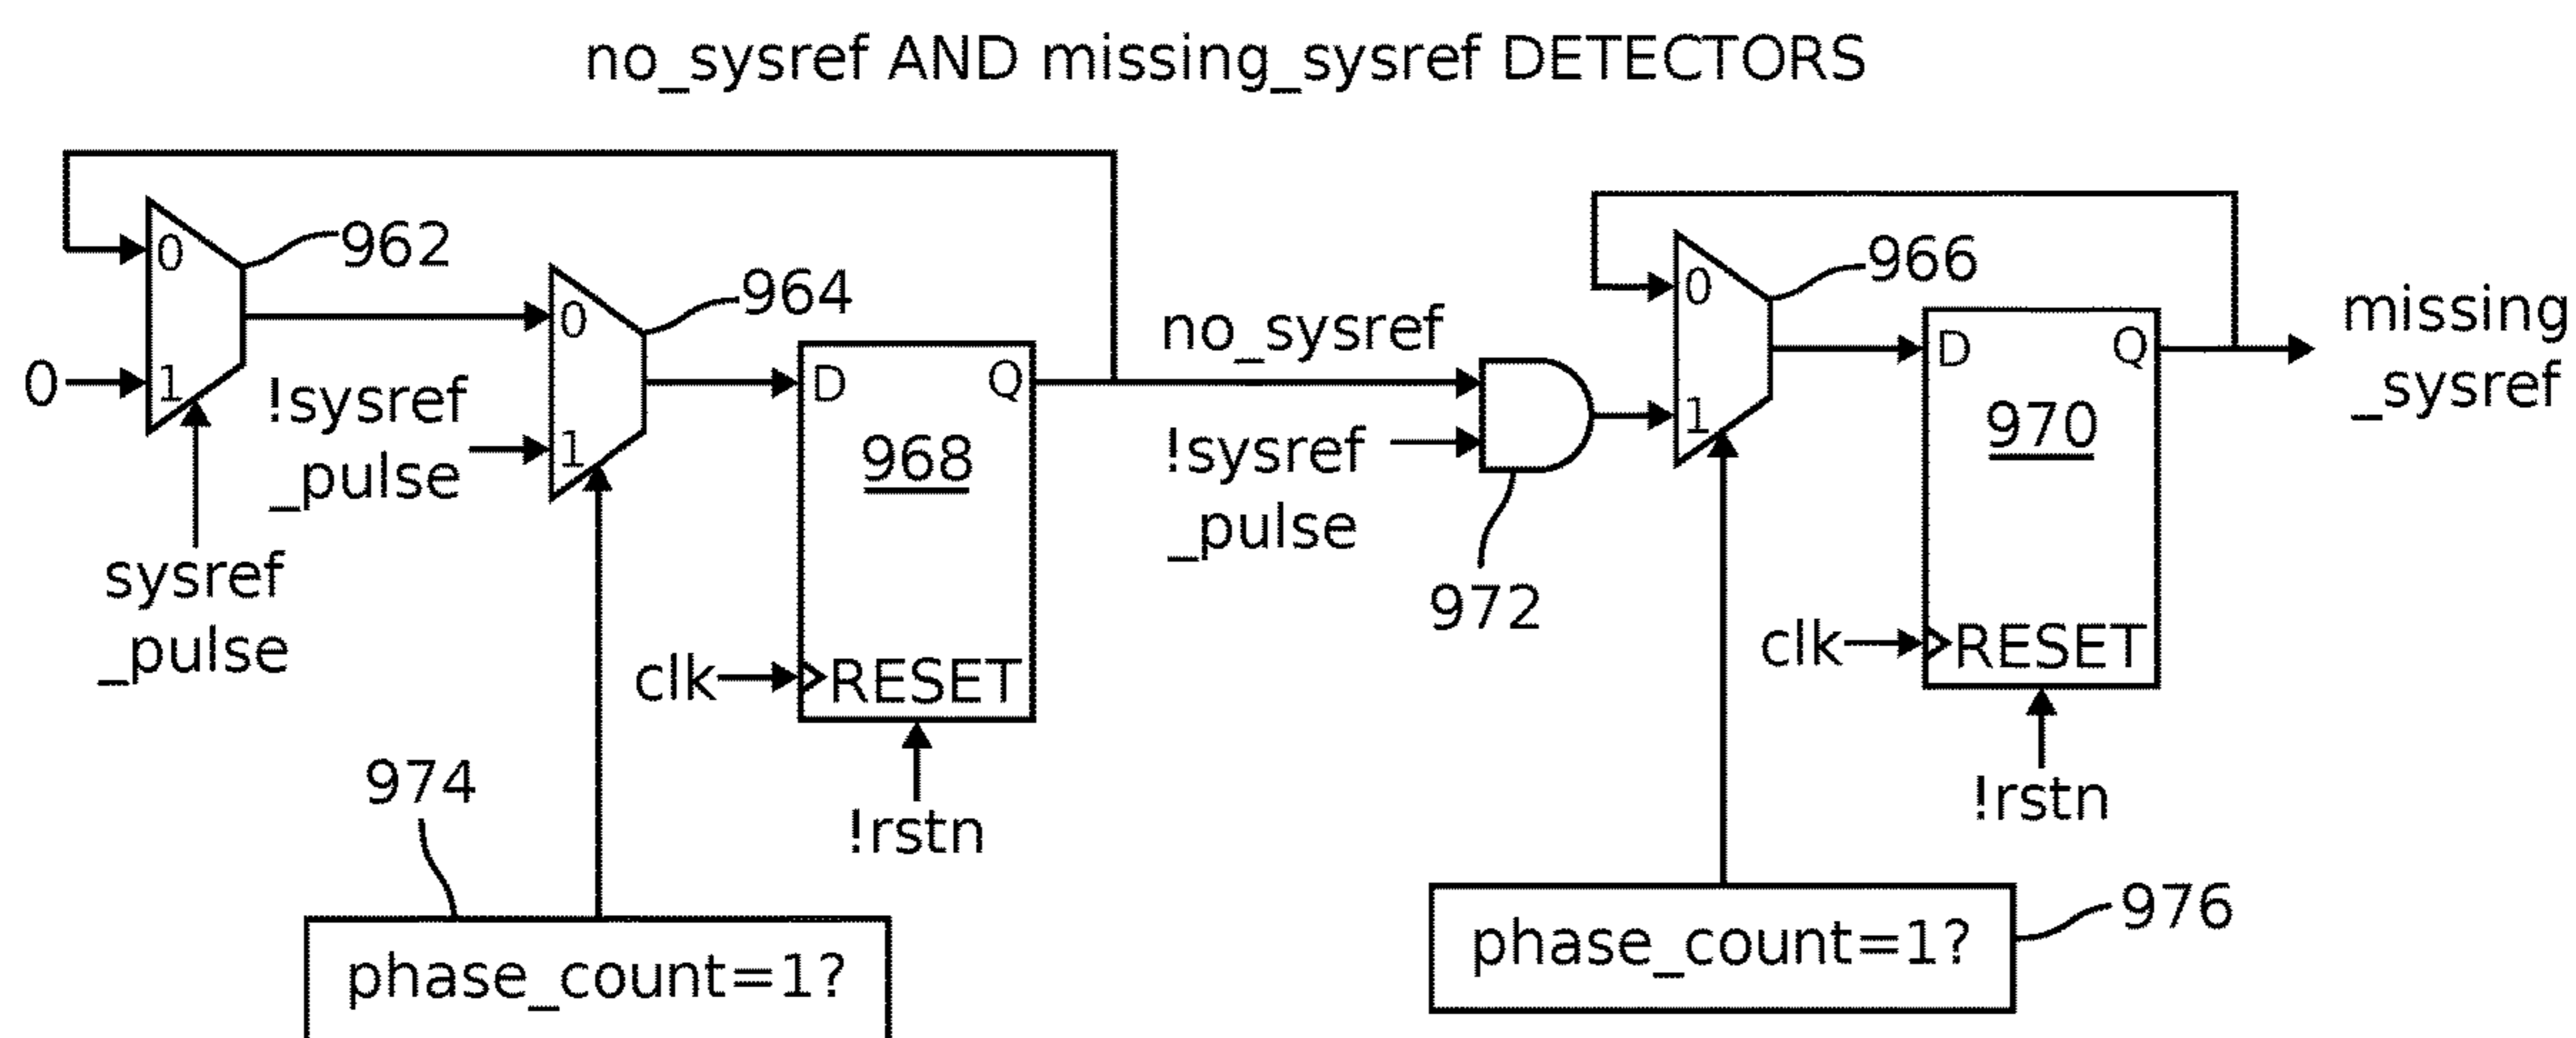 no_sysref AND missing_sysref DETECTORS
0
1
962
0
sysref
_pulse
!sysref
_pulse
0
1
964
D
Q
968
clk
RESET
!rstn
974
phase_count=1?
no_sysref
!sysref
_pulse
972
0
1
966
D
Q
970
clk
RESET
!rstn
missing
_sysref
phase_count=1?
976